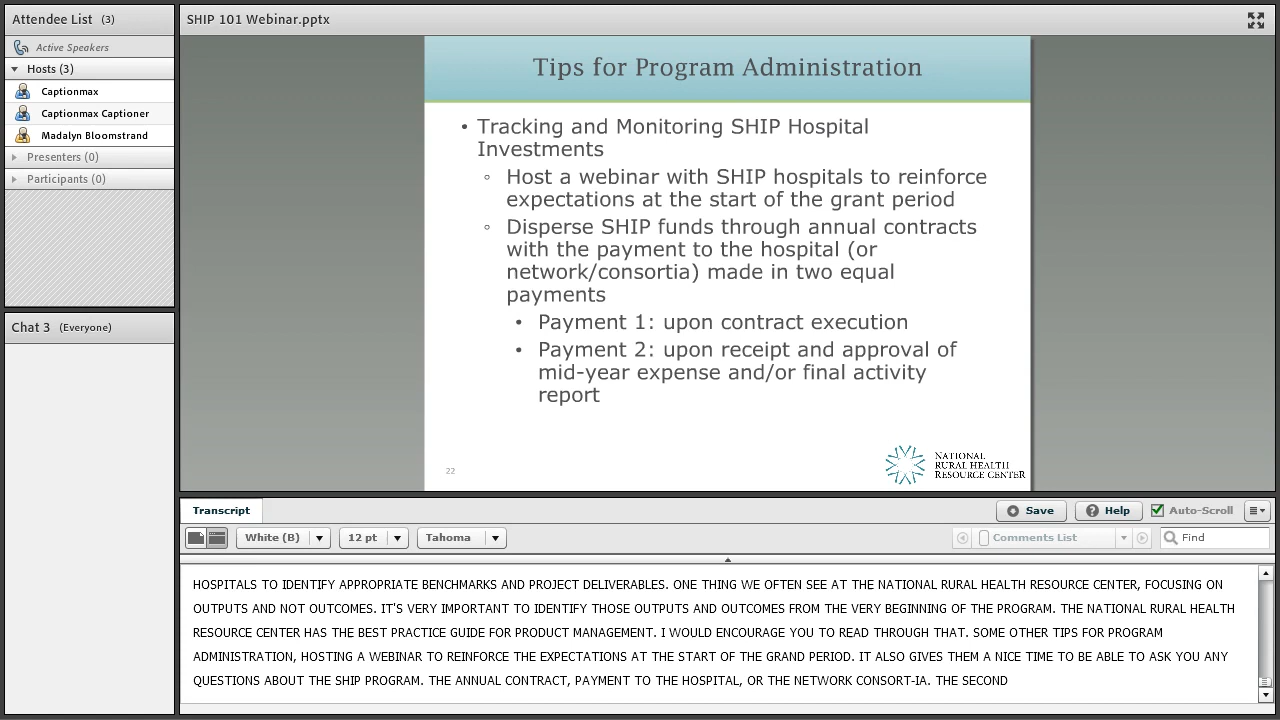 Attendee List (3)
Active Speakers
Hosts (3)
Captionmax
Captionmax Captioner
Madalyn Bloomstrand
Presenters (0)
Participants (0)
Chat 3 (Everyone)
SHIP 101 Webinar.pptx
Tips for Program Administration
• Tracking and Monitoring SHIP Hospital
Investments
◦ Host a webinar with SHIP hospitals to reinforce
expectations at the start of the grant period
◦ Disperse SHIP funds through annual contracts
with the payment to the hospital (or
network/consortia) made in two equal
payments
• Payment 1: upon contract execution
• Payment 2: upon receipt and approval of
mid-year expense and/or final activity
report
22
NATIONAL
RURAL HEALTH
RESOURCE CENTER
Transcript
Save
Help
Auto-Scroll
White (B)
12 pt
Tahoma
Comments List
Find
HOSPITALS TO IDENTIFY APPROPRIATE BENCHMARKS AND PROJECT DELIVERABLES. ONE THING WE OFTEN SEE AT THE NATIONAL RURAL HEALTH RESOURCE CENTER, FOCUSING ON
OUTPUTS AND NOT OUTCOMES. IT'S VERY IMPORTANT TO IDENTIFY THOSE OUTPUTS AND OUTCOMES FROM THE VERY BEGINNING OF THE PROGRAM. THE NATIONAL RURAL HEALTH
RESOURCE CENTER HAS THE BEST PRACTICE GUIDE FOR PRODUCT MANAGEMENT. I WOULD ENCOURAGE YOU TO READ THROUGH THAT. SOME OTHER TIPS FOR PROGRAM
ADMINISTRATION, HOSTING A WEBINAR TO REINFORCE THE EXPECTATIONS AT THE START OF THE GRAND PERIOD. IT ALSO GIVES THEM A NICE TIME TO BE ABLE TO ASK YOU ANY
QUESTIONS ABOUT THE SHIP PROGRAM. THE ANNUAL CONTRACT, PAYMENT TO THE HOSPITAL, OR THE NETWORK CONSORT-IA. THE SECOND